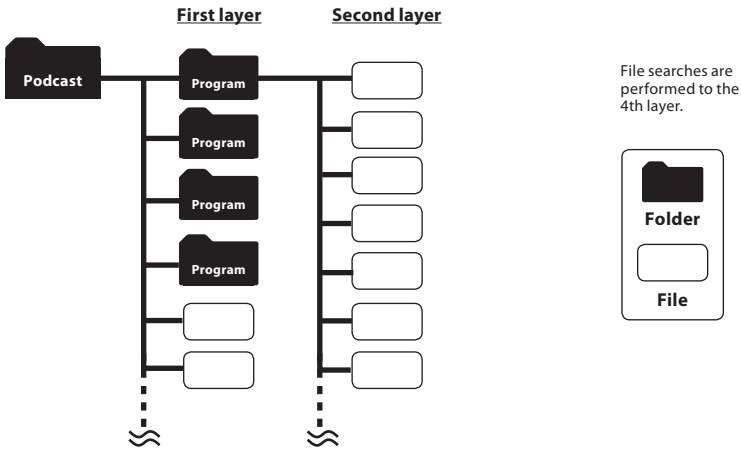 First layer
Second layer
Podcast
Program
Program
Program
Program
File searches are
performed to the
4th layer.
Folder
File